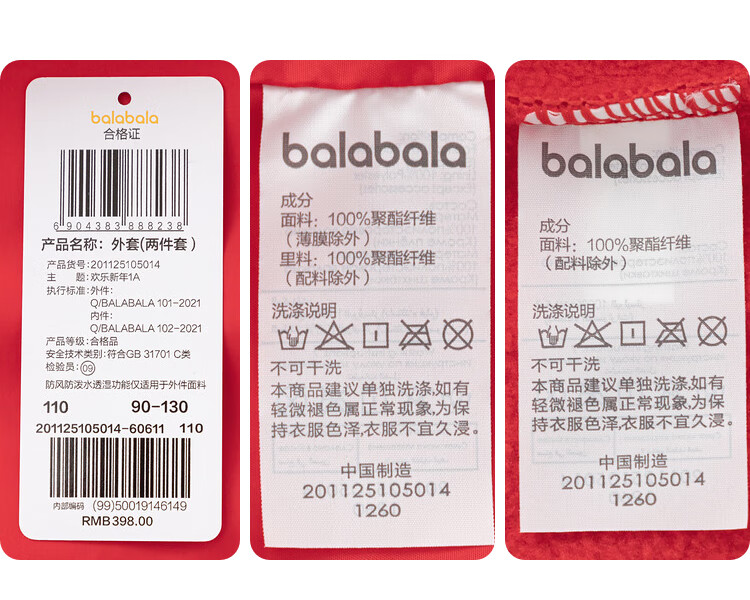 balabala
合格证
6 904383 888238
产品名称：外套(两件套)
产品货号:201125105014
主　　题:欢乐新年1A
执行标准:外件:
Q/BALABALA 101-2021
内件:
Q/BALABALA 102-2021
产品等级:合格品
安全技术类别:符合GB 31701 C类
检验员:09
防风防泼水透湿功能仅适用于外件面料
110 90-130
201125105014-60611 110
内部编码 (99)50019146149
RMB398.00
balabala
成分
面料：100%聚酯纤维
（薄膜除外）
里料：100%聚酯纤维
（配料除外）
洗涤说明
不可干洗
本商品建议单独洗涤,如有
轻微褪色属正常现象,为保
持衣服色泽,衣服不宜久浸。
中国制造
201125105014
1260
balabala
成分
面料：100%聚酯纤维
（配料除外）
洗涤说明
不可干洗
本商品建议单独洗涤,如有
轻微褪色属正常现象,为保
持衣服色泽,衣服不宜久浸。
中国制造
201125105014
1260